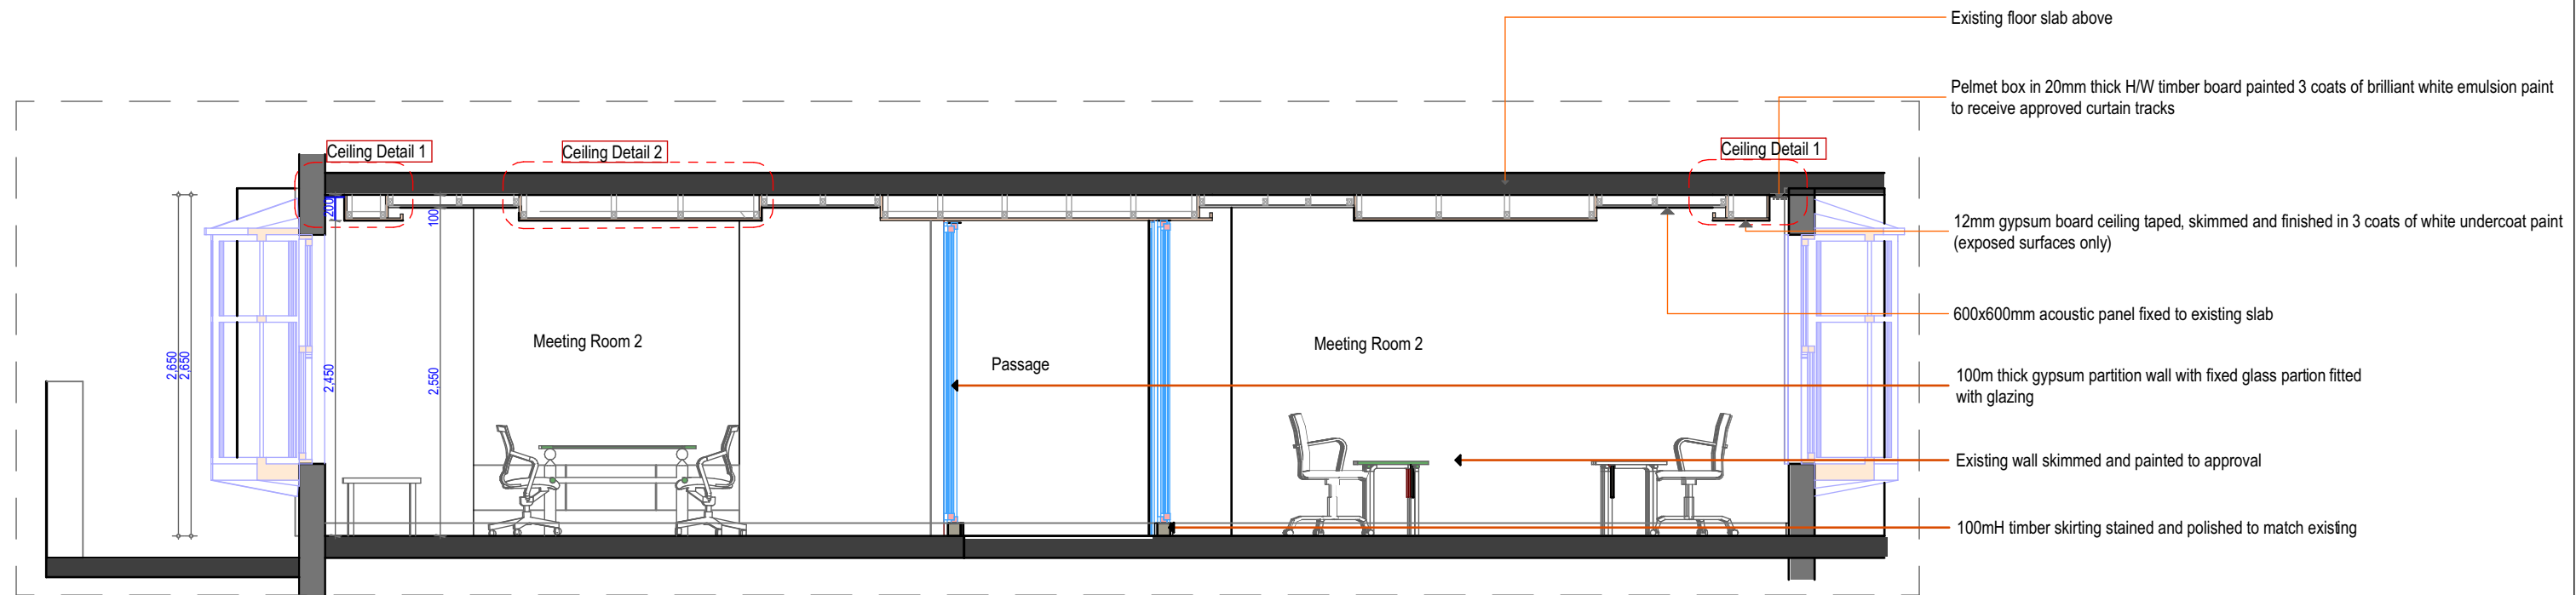 Existing floor slab above
Pelmet box in 20mm thick H/W timber board painted 3 coats of brilliant white emulsion paint
to receive approved curtain tracks
Ceiling Detail 1
Ceiling Detail 2
Ceiling Detail 1
200
100
12mm gypsum board ceiling taped, skimmed and finished in 3 coats of white undercoat paint
(exposed surfaces only)
600x600mm acoustic panel fixed to existing slab
Meeting Room 2
Passage
Meeting Room 2
2,650
2,650
2,450
2,550
100m thick gypsum partition wall with fixed glass partion fitted
with glazing
Existing wall skimmed and painted to approval
100mH timber skirting stained and polished to match existing